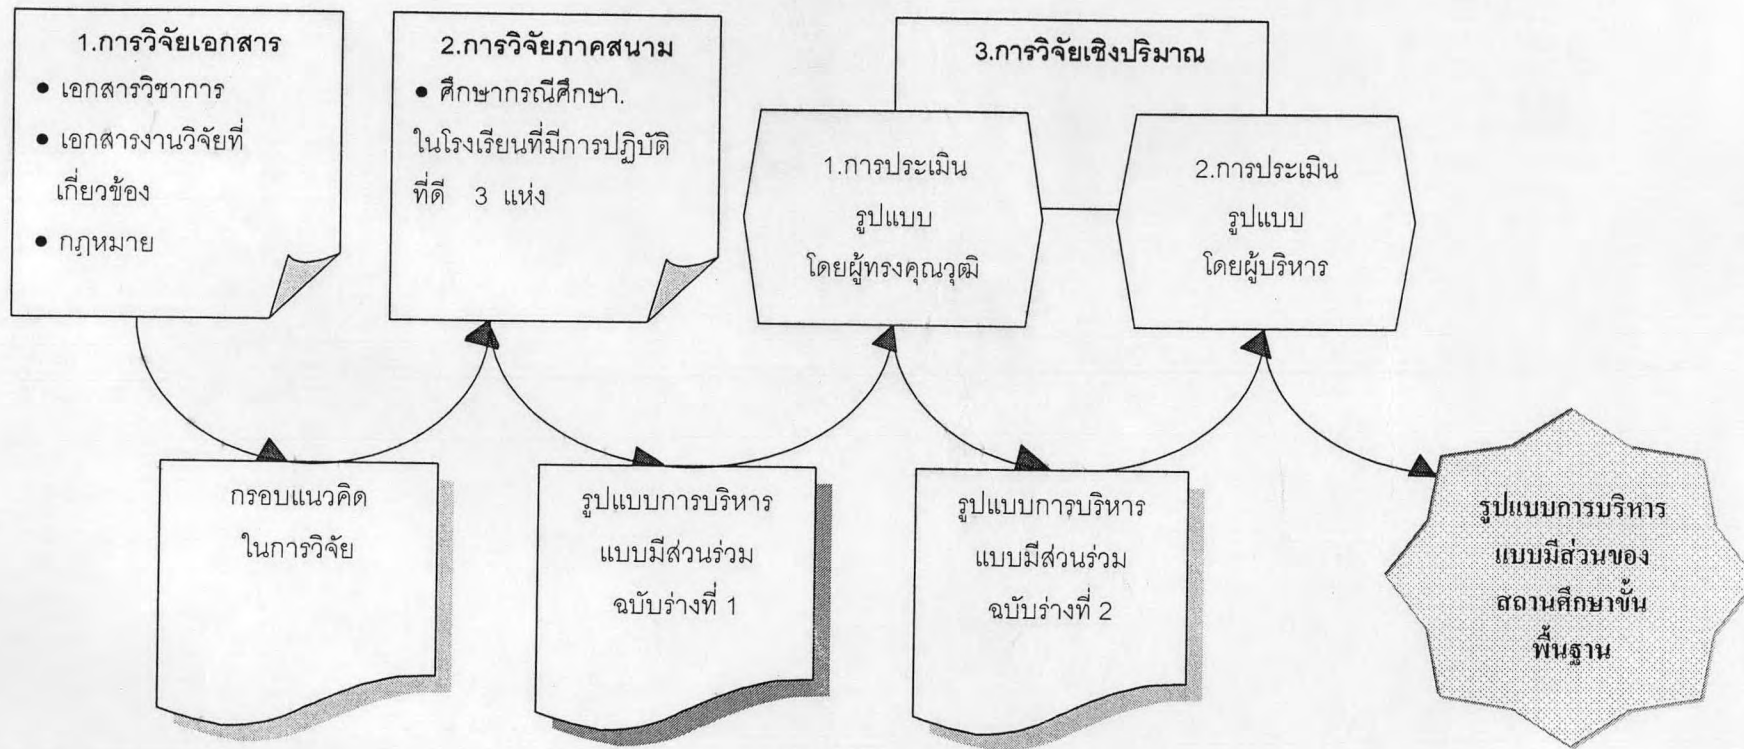 1.การวิจัยเอกสาร
● เอกสารวิชาการ
● เอกสารงานวิจัยที่
เกี่ยวข้อง
● กฎหมาย
2.การวิจัยภาคสนาม
● ศึกษากรณีศึกษา.
ในโรงเรียนที่มีการปฏิบัติ
ที่ดี 3 แห่ง
3.การวิจัยเชิงปริมาณ
1.การประเมิน
รูปแบบ
โดยผู้ทรงคุณวุฒิ
2.การประเมิน
รูปแบบ
โดยผู้บริหาร
กรอบแนวคิด
ในการวิจัย
รูปแบบการบริหาร
แบบมีส่วนร่วม
ฉบับร่างที่ 1
รูปแบบการบริหาร
แบบมีส่วนร่วม
ฉบับร่างที่ 2
รูปแบบการบริหาร
แบบมีส่วนของ
สถานศึกษาขั้น
พื้นฐาน